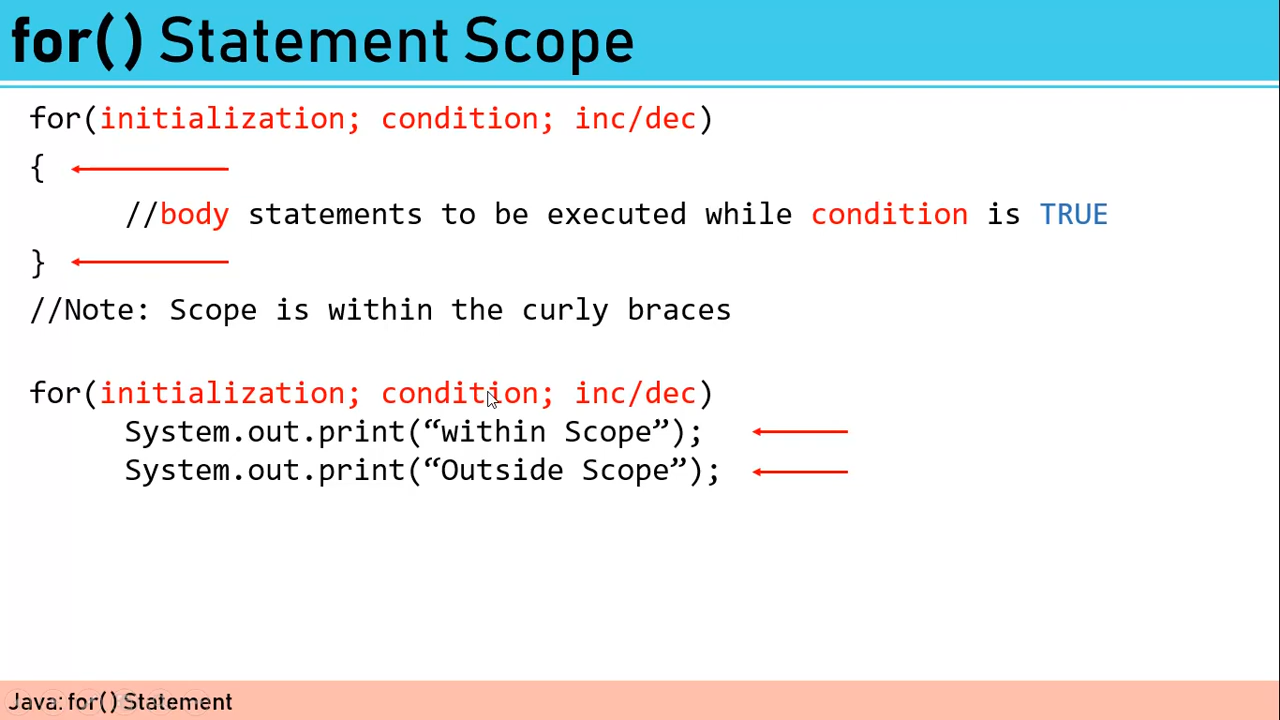 for() Statement Scope
for(initialization; condition; inc/dec)
{
//body statements to be executed while condition is TRUE
}
//Note: Scope is within the curly braces
for(initialization; condition; inc/dec)
System.out.print(“within Scope”);
System.out.print(“Outside Scope”);
Java: for() Statement